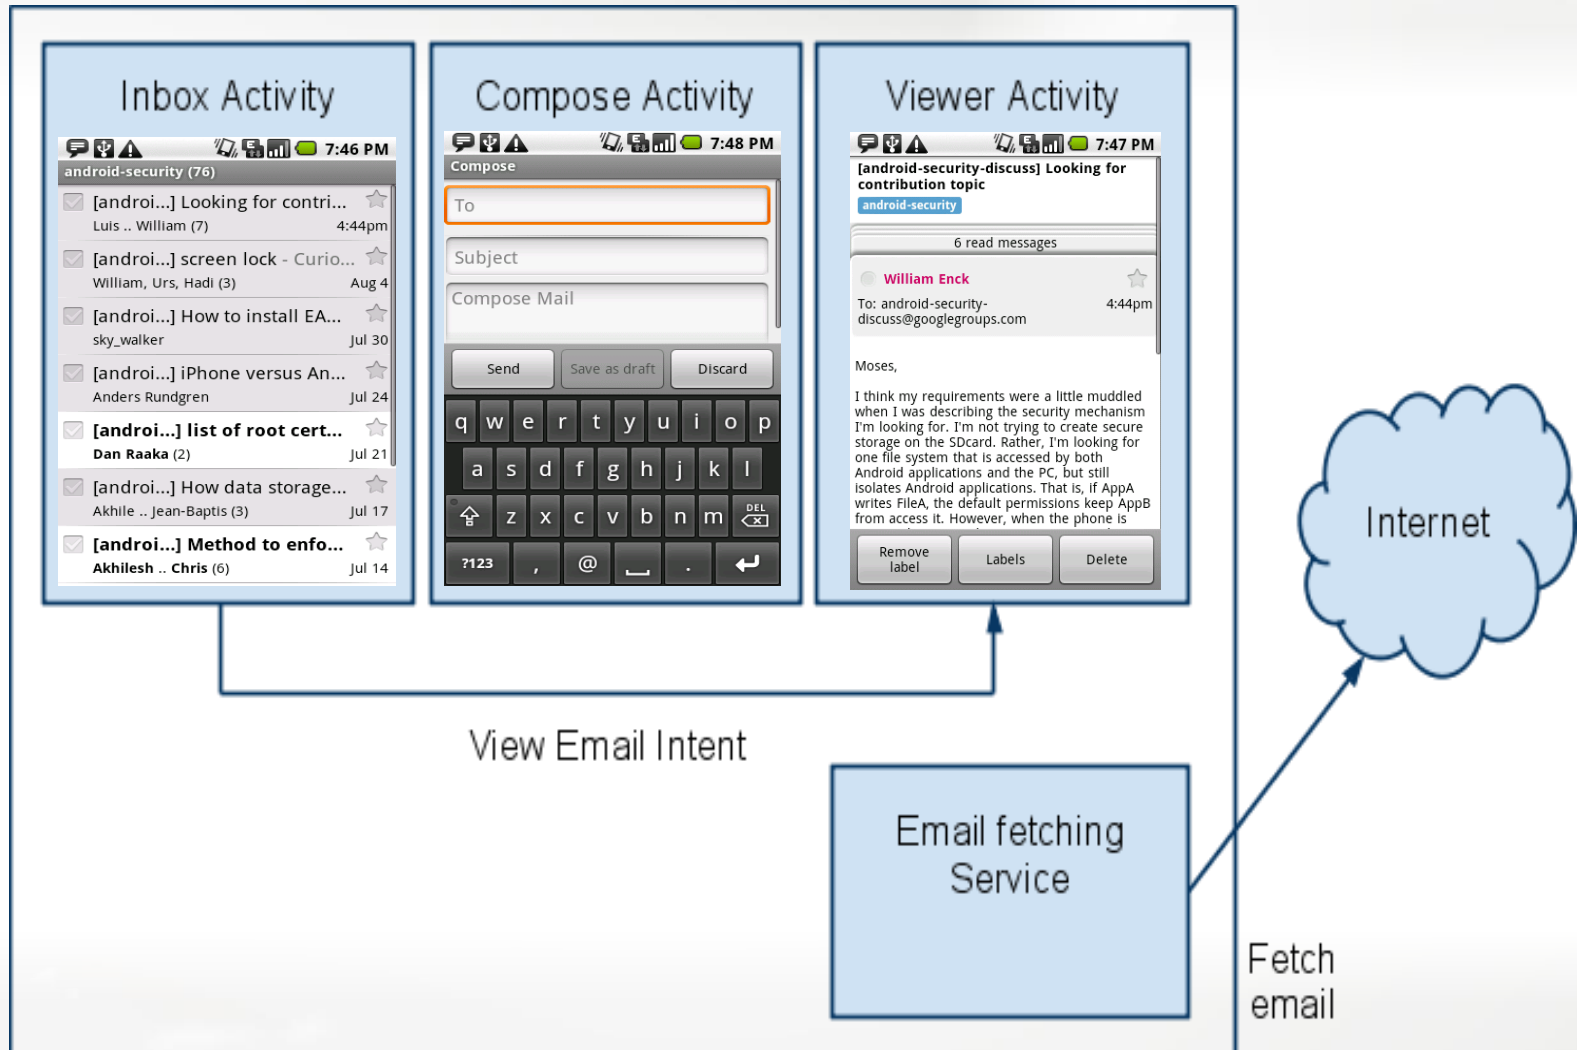 Inbox Activity
7:46 PM
android-security (76)
[androi...] Looking for contri...
Luis .. William (7) 4:44pm
[androi...] screen lock - Curio...
William, Urs, Hadi (3) Aug 4
[androi...] How to install EA...
sky_walker Jul 30
[androi...] iPhone versus An...
Anders Rundgren Jul 24
[androi...] list of root cert...
Dan Raaka (2) Jul 21
[androi...] How data storage...
Akhile .. Jean-Baptis (3) Jul 17
[androi...] Method to enfo...
Akhilesh .. Chris (6) Jul 14
Compose Activity
7:48 PM
Compose
To
Subject
Compose Mail
Send Save as draft Discard
q w e r t y u i o p
a s d f g h j k l
z x c v b n m DEL
?123 , @ .
Viewer Activity
7:47 PM
[android-security-discuss] Looking for
contribution topic
android-security
6 read messages
William Enck
To: android-security- 4:44pm
discuss@googlegroups.com
Moses,
I think my requirements were a little muddled
when I was describing the security mechanism
I'm looking for. I'm not trying to create secure
storage on the SDcard. Rather, I'm looking for
one file system that is accessed by both
Android applications and the PC, but still
isolates Android applications. That is, if AppA
writes FileA, the default permissions keep AppB
from access it. However, when the phone is
Remove
label
Labels
Delete
Internet
View Email Intent
Email fetching
Service
Fetch
email